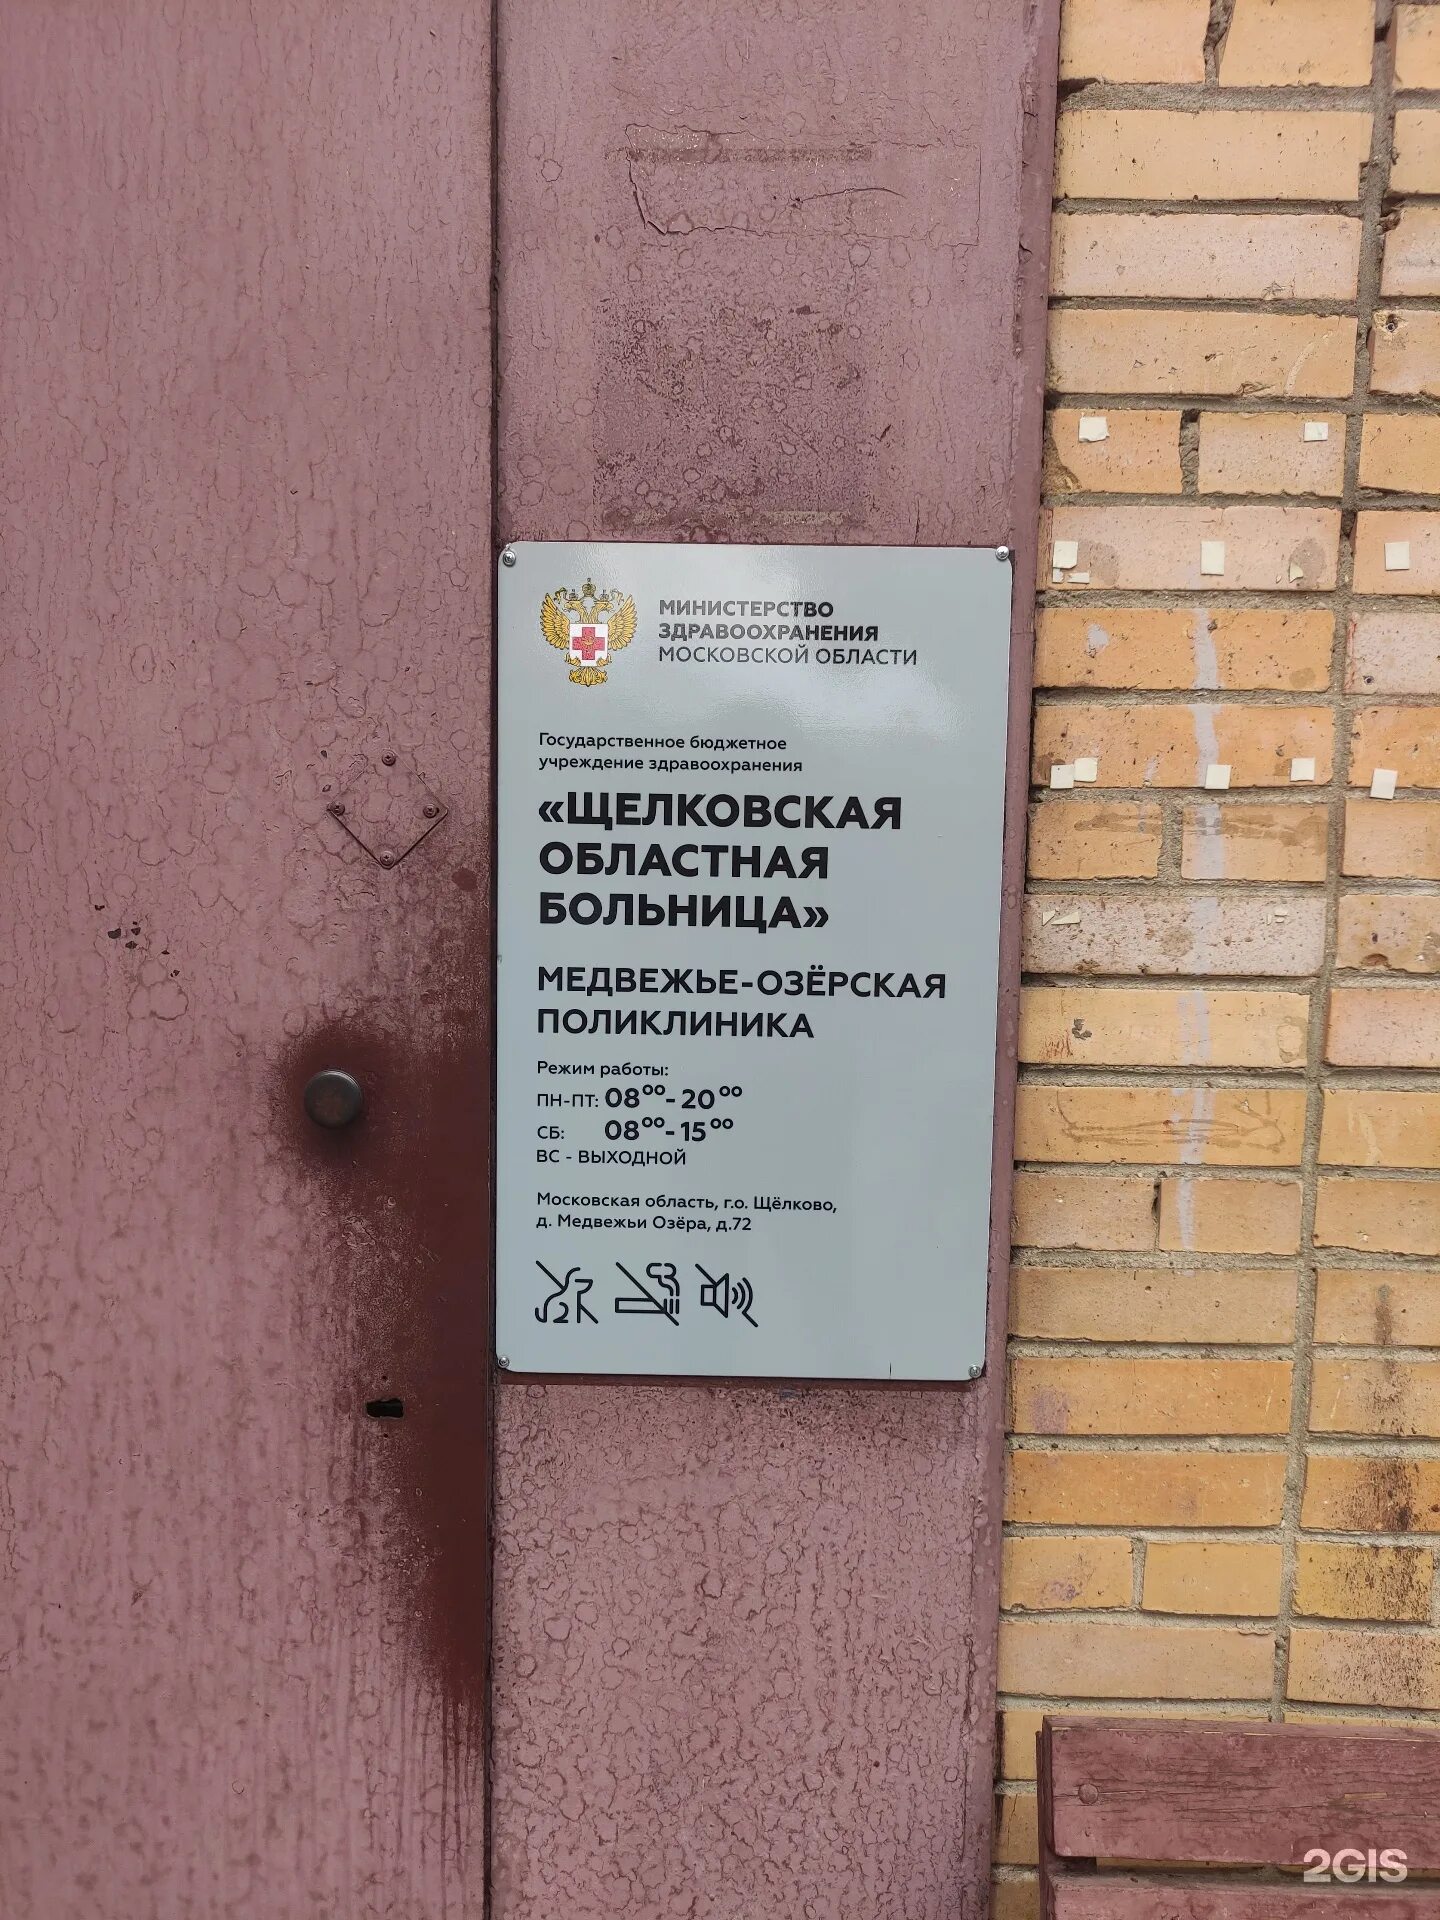 МИНИСТЕРСТВО
ЗДРАВООХРАНЕНИЯ
МОСКОВСКОЙ ОБЛАСТИ
Государственное бюджетное
учреждение здравоохранения
«ЩЕЛКОВСКАЯ
ОБЛАСТНАЯ
БОЛЬНИЦА»
МЕДВЕЖЬЕ-ОЗЁРСКАЯ
ПОЛИКЛИНИКА
Режим работы:
ПН-ПТ: 08⁰⁰-20⁰⁰
СБ: 08⁰⁰-15⁰⁰
ВС - ВЫХОДНОЙ
Московская область, г.о. Щёлково,
д. Медвежьи Озёра, д.72
2GIS